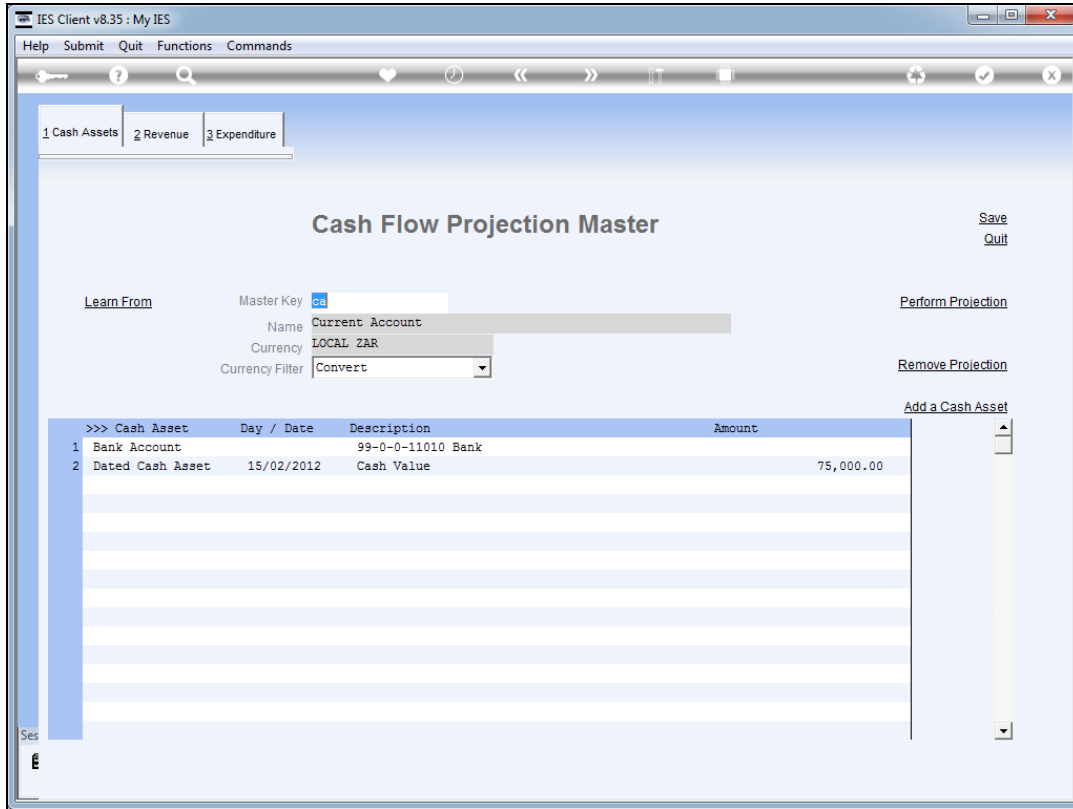 IES Client v8.35 : My IES
Help Submit Quit Functions Commands
1 Cash Assets 2 Revenue 3 Expenditure
Cash Flow Projection Master
Save
Quit
Learn From Master Key ca Perform Projection
Name Current Account
Currency LOCAL ZAR
Currency Filter Convert Remove Projection
Add a Cash Asset
>>> Cash Asset Day / Date Description Amount
1 Bank Account 99-0-0-11010 Bank
2 Dated Cash Asset 15/02/2012 Cash Value 75,000.00
Ses